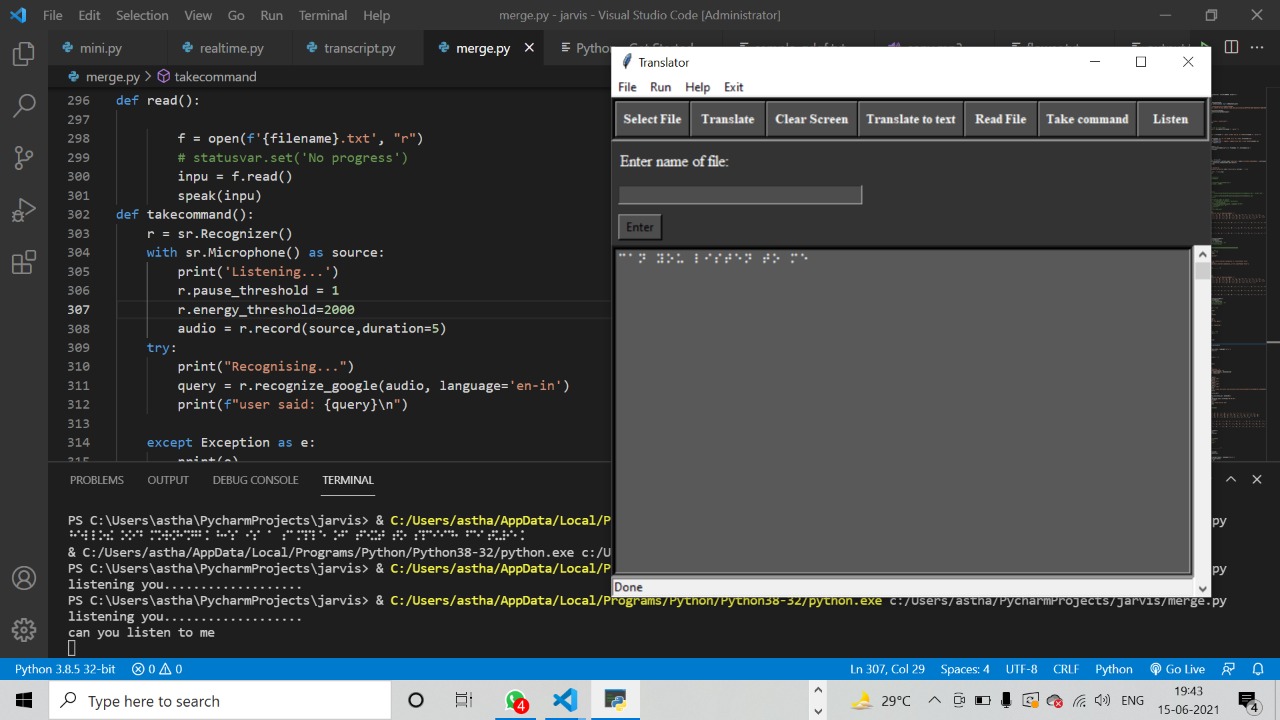 File Edit Selection View Go Run Terminal Help merge.py - jarvis - Visual Studio Code [Administrator]
mini.py realtime.py transcript.py merge.py
merge.py > takecommand
296 def read():
297
298 f = open(f'{filename}.txt', "r")
299 # statusvar.set('No progress')
300 inpu = f.read()
301 speak(inpu)
302 def takecommand():
303 r = sr.Recognizer()
304 with sr.Microphone() as source:
305 print('Listening...')
306 r.pause_threshold = 1
307 r.energy_threshold=2000
308 audio = r.record(source,duration=5)
309 try:
310 print("Recognising...")
311 query = r.recognize_google(audio, language='en-in')
312 print(f"user said: {query}\n")
313
314 except Exception as e:
Translator
File Run Help Exit
Select File Translate Clear Screen Translate to text Read File Take command Listen
Enter name of file:
Enter
⠉⠁⠝ ⠽⠕⠥ ⠇⠊⠎⠞⠑⠝ ⠞⠕ ⠍⠑
Done
PROBLEMS OUTPUT DEBUG CONSOLE TERMINAL
PS C:\Users\astha\PycharmProjects\jarvis> & C:/Users/astha/AppData/Local/P py
& C:/Users/astha/AppData/Local/Programs/Python/Python38-32/python.exe c:/U
PS C:\Users\astha\PycharmProjects\jarvis> & C:/Users/astha/AppData/Local/P py
listening you...................
PS C:\Users\astha\PycharmProjects\jarvis> & C:/Users/astha/AppData/Local/Programs/Python/Python38-32/python.exe c:/Users/astha/PycharmProjects/jarvis/merge.py
listening you...................
can you listen to me
Python 3.8.5 32-bit 0 0 Ln 307, Col 29 Spaces: 4 UTF-8 CRLF Python Go Live
Type here to search 4 29°C ENG 19:43
15-06-2021 4